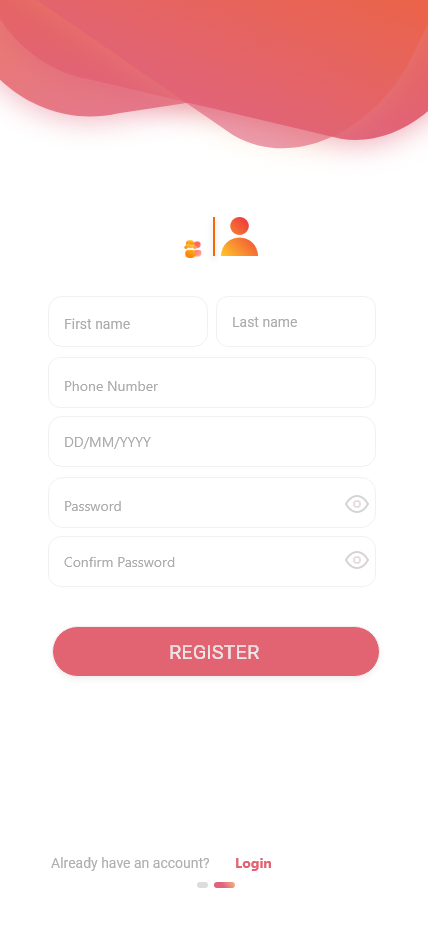 First name Last name
Phone Number
DD/MM/YYYY
Password
Confirm Password
REGISTER
Already have an account? Login